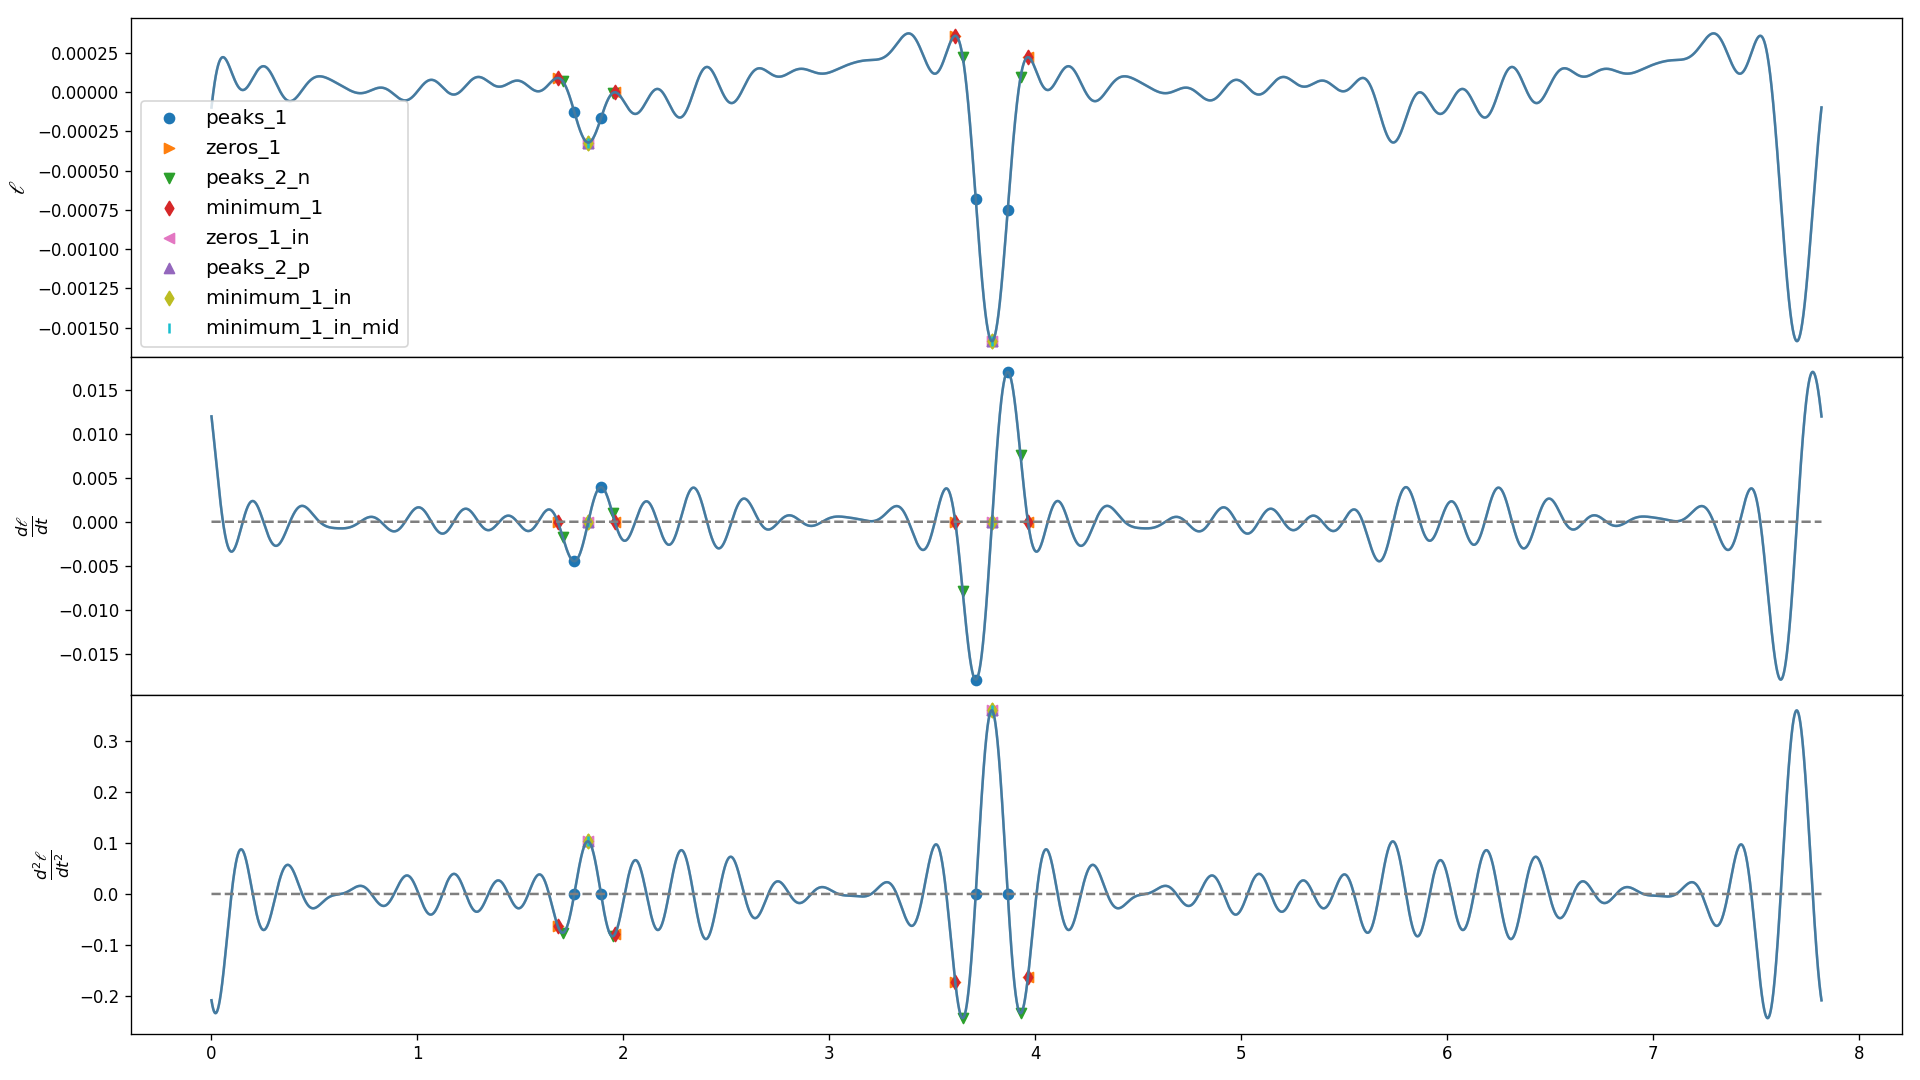 0.00025
0.00000
−0.00025
−0.00050
−0.00075
−0.00100
−0.00125
−0.00150
ℓ
peaks_1
zeros_1
peaks_2_n
minimum_1
zeros_1_in
peaks_2_p
minimum_1_in
minimum_1_in_mid
0.015
0.010
0.005
0.000
−0.005
−0.010
−0.015
dℓ
dt
0.3
0.2
0.1
0.0
−0.1
−0.2
d²ℓ
dt²
0 1 2 3 4 5 6 7 8